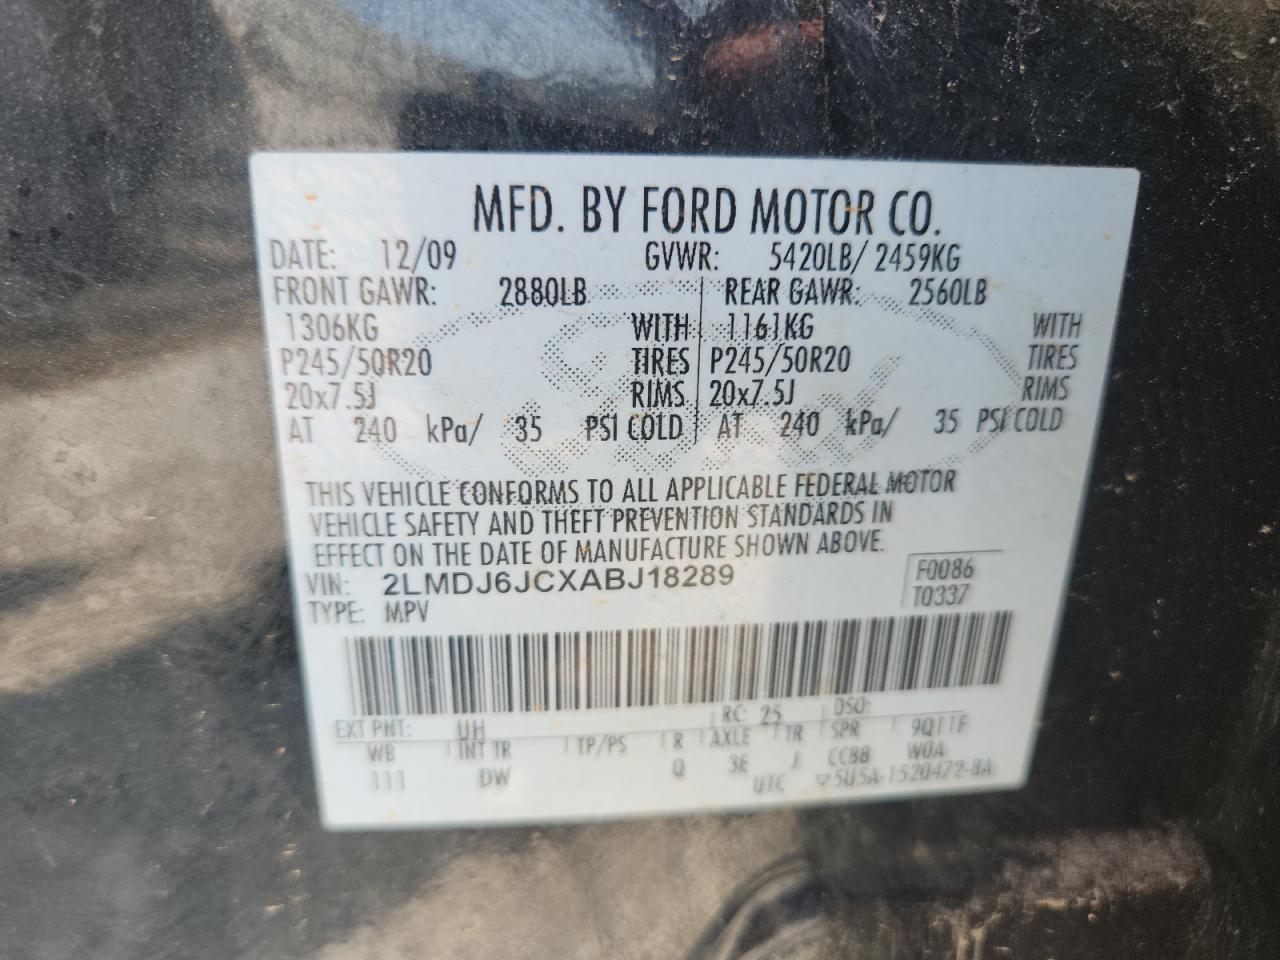 MFD. BY FORD MOTOR CO.
DATE: 12/09 GVWR: 5420LB/ 2459KG
FRONT GAWR: 2880LB REAR GAWR: 2560LB
1306KG WITH 1161KG WITH
P245/50R20 TIRES P245/50R20 TIRES
20x7.5J RIMS 20x7.5J RIMS
AT 240 kPa/ 35 PSI COLD AT 240 kPa/ 35 PSI COLD
THIS VEHICLE CONFORMS TO ALL APPLICABLE FEDERAL MOTOR
VEHICLE SAFETY AND THEFT PREVENTION STANDARDS IN
EFFECT ON THE DATE OF MANUFACTURE SHOWN ABOVE.
VIN: 2LMDJ6JCXABJ18289 F0086
TYPE: MPV T0337
EXT PNT: UH RC: 25 DSO:
WB INT TR TP/PS R AXLE TR SPR 9Q11F
111 DW Q 3E J CCBB W0A
UTC ▽5U5A-1520472-BA